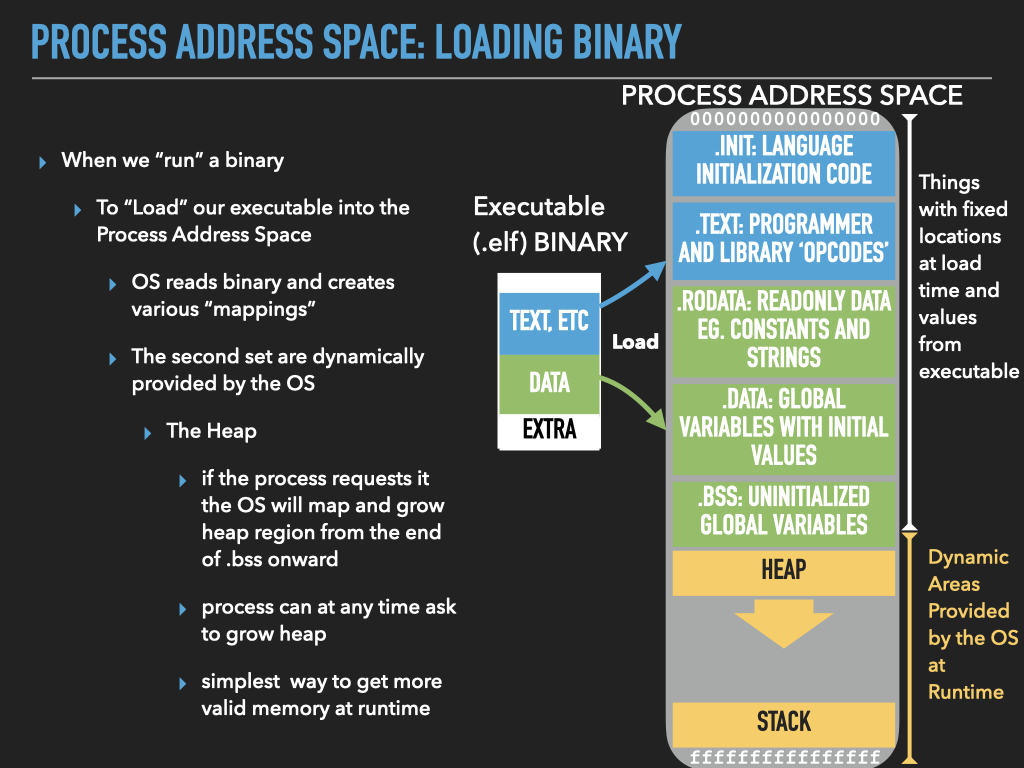 PROCESS ADDRESS SPACE: LOADING BINARY
When we “run” a binary
To “Load” our executable into the
Process Address Space
OS reads binary and creates
various “mappings”
The second set are dynamically
provided by the OS
The Heap
if the process requests it
the OS will map and grow
heap region from the end
of .bss onward
process can at any time ask
to grow heap
simplest way to get more
valid memory at runtime
Executable
(.elf) BINARY
TEXT, ETC
DATA
EXTRA
Load
PROCESS ADDRESS SPACE
0000000000000000
.INIT: LANGUAGE
INITIALIZATION CODE
.TEXT: PROGRAMMER
AND LIBRARY ‘OPCODES’
.RODATA: READONLY DATA
EG. CONSTANTS AND
STRINGS
.DATA: GLOBAL
VARIABLES WITH INITIAL
VALUES
.BSS: UNINITIALIZED
GLOBAL VARIABLES
HEAP
STACK
ffffffffffffffff
Things
with fixed
locations
at load
time and
values
from
executable
Dynamic
Areas
Provided
by the OS
at
Runtime